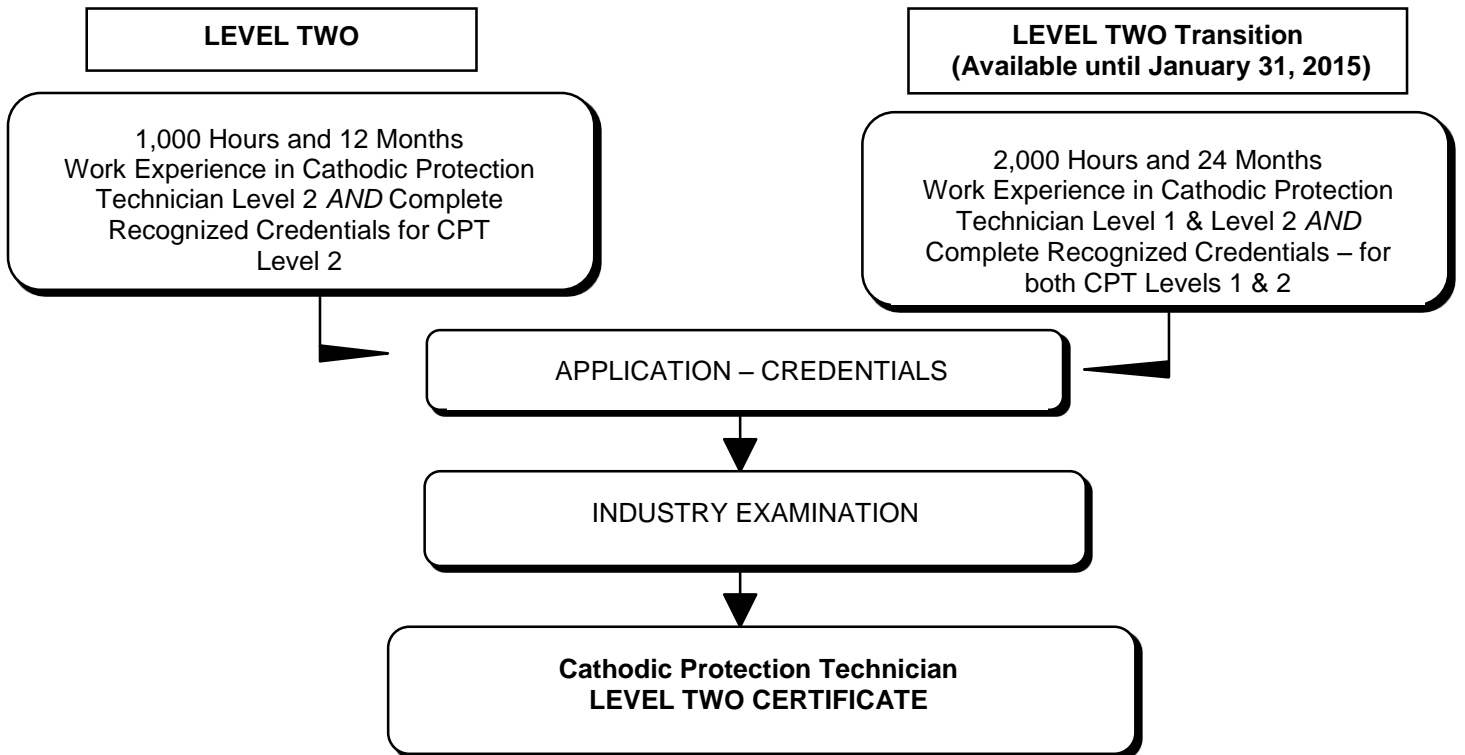 LEVEL TWO
1,000 Hours and 12 Months
Work Experience in Cathodic Protection
Technician Level 2 AND Complete
Recognized Credentials for CPT
Level 2
LEVEL TWO Transition
(Available until January 31, 2015)
2,000 Hours and 24 Months
Work Experience in Cathodic Protection
Technician Level 1 & Level 2 AND
Complete Recognized Credentials – for
both CPT Levels 1 & 2
APPLICATION – CREDENTIALS
INDUSTRY EXAMINATION
Cathodic Protection Technician
LEVEL TWO CERTIFICATE